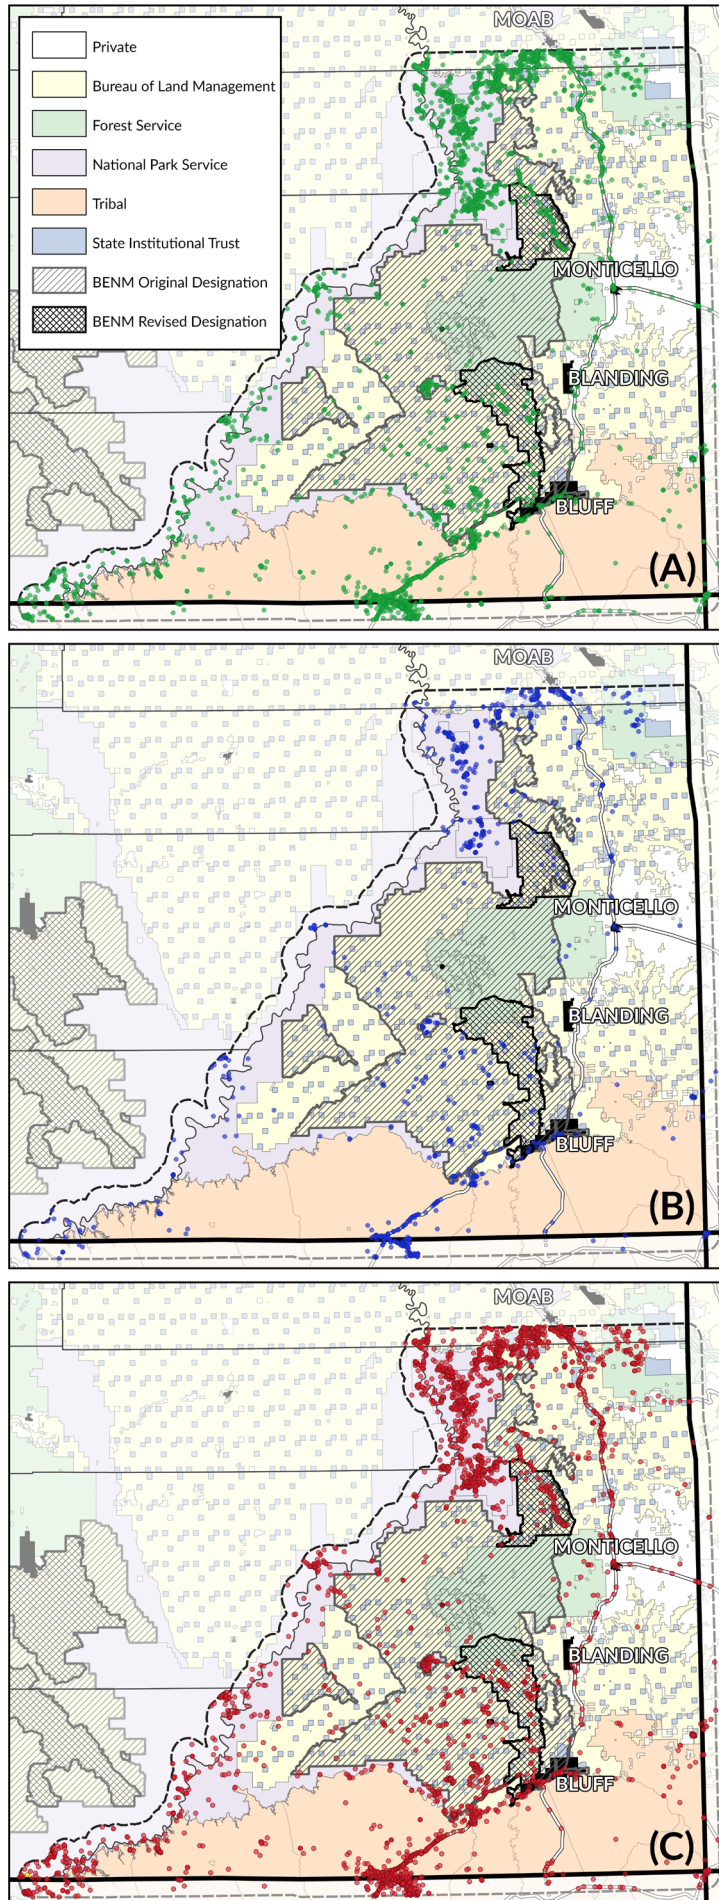 MOAB
Private
Bureau of Land Management
Forest Service
National Park Service
Tribal
State Institutional Trust
BENM Original Designation
BENM Revised Designation
MONTICELLO
BLANDING
BLUFF
(A)
MOAB
MONTICELLO
BLANDING
BLUFF
(B)
MOAB
MONTICELLO
BLANDING
BLUFF
(C)